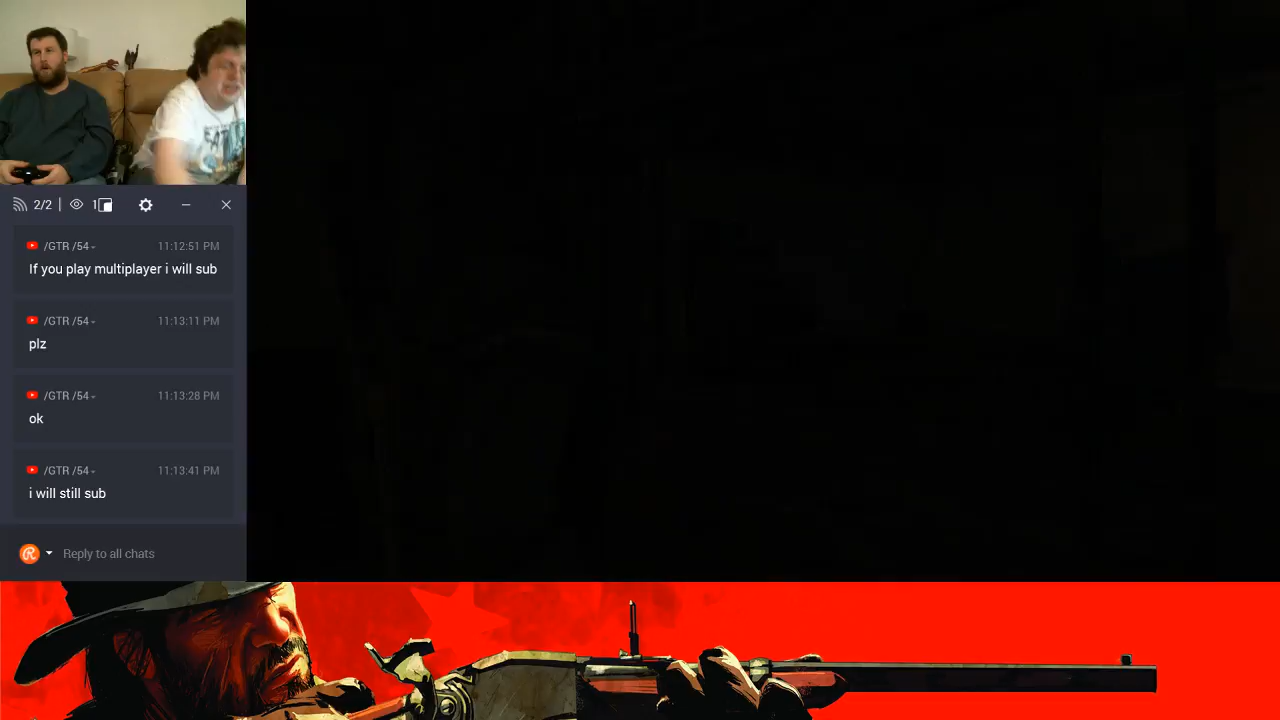 2/2 | 1
/GTR /54 11:12:51 PM
If you play multiplayer i will sub
/GTR /54 11:13:11 PM
plz
/GTR /54 11:13:28 PM
ok
/GTR /54 11:13:41 PM
i will still sub
Reply to all chats